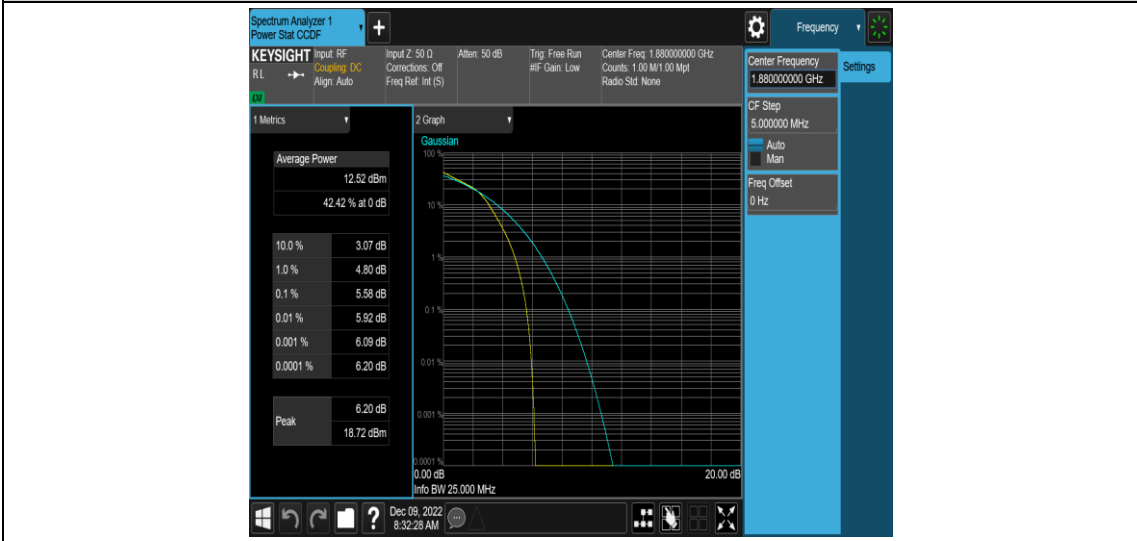 Spectrum Analyzer 1
Power Stat CCDF
+
Frequency
KEYSIGHT
RL
LXI
Input: RF
Coupling: DC
Align: Auto
Input Z: 50 Ω
Corrections: Off
Freq Ref: Int (S)
Atten: 50 dB
Trig: Free Run
#IF Gain: Low
Center Freq: 1.880000000 GHz
Counts: 1.00 M/1.00 Mpt
Radio Std: None
Center Frequency
1.880000000 GHz
Settings
CF Step
5.000000 MHz
Auto
Man
Freq Offset
0 Hz
1 Metrics
Average Power
12.52 dBm
42.42 % at 0 dB
10.0 % 3.07 dB
1.0 % 4.80 dB
0.1 % 5.58 dB
0.01 % 5.92 dB
0.001 % 6.09 dB
0.0001 % 6.20 dB
Peak
6.20 dB
18.72 dBm
2 Graph
Gaussian
100 %
10 %
1 %
0.1 %
0.01 %
0.001 %
0.0001 %
0.00 dB 20.00 dB
Info BW 25.000 MHz
?
Dec 09, 2022
8:32:28 AM